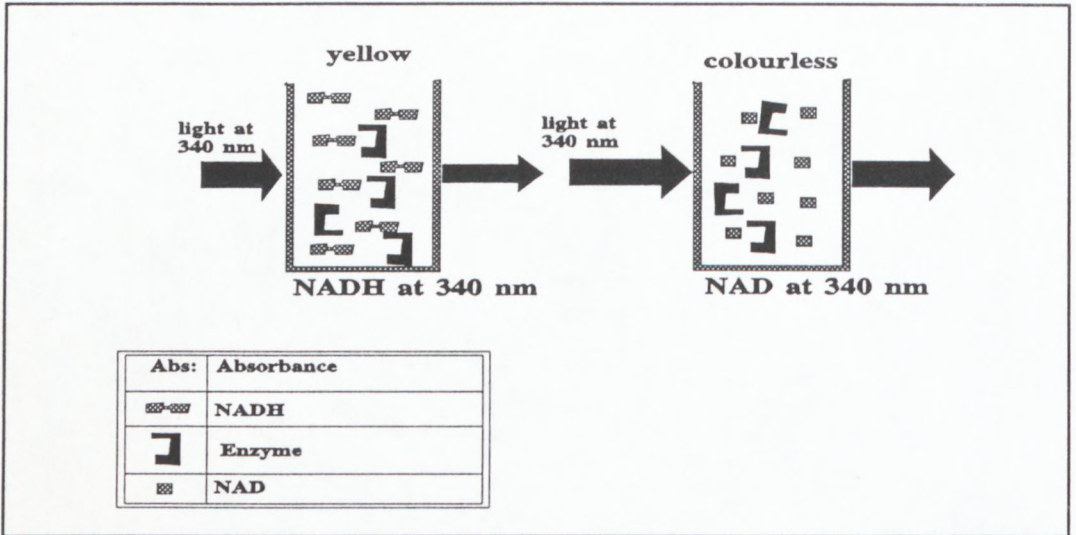 yellow
colourless
light at
340 nm
light at
340 nm
NADH at 340 nm
NAD at 340 nm
Abs: Absorbance
NADH
Enzyme
NAD